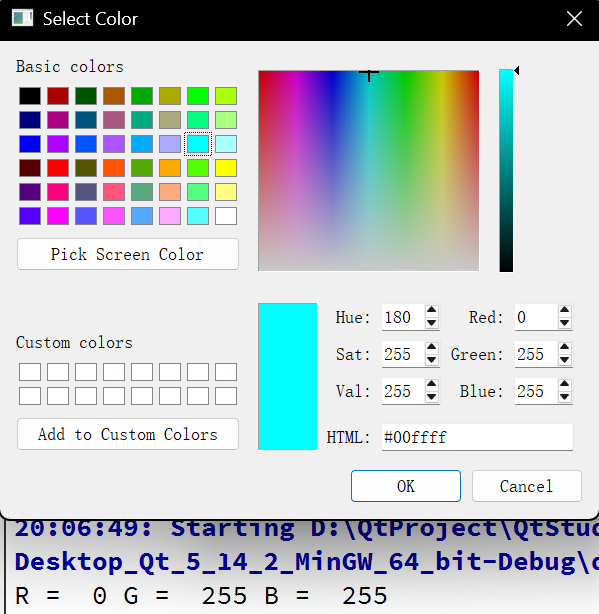 Select Color
Basic colors
Pick Screen Color
Custom colors
Add to Custom Colors
Hue: 180
Red: 0
Sat: 255
Green: 255
Val: 255
Blue: 255
HTML: #00ffff
OK
Cancel
20:06:49: Starting D:\QtProject\QtStud
Desktop_Qt_5_14_2_MinGW_64_bit-Debug\
R =  0 G =  255 B =  255